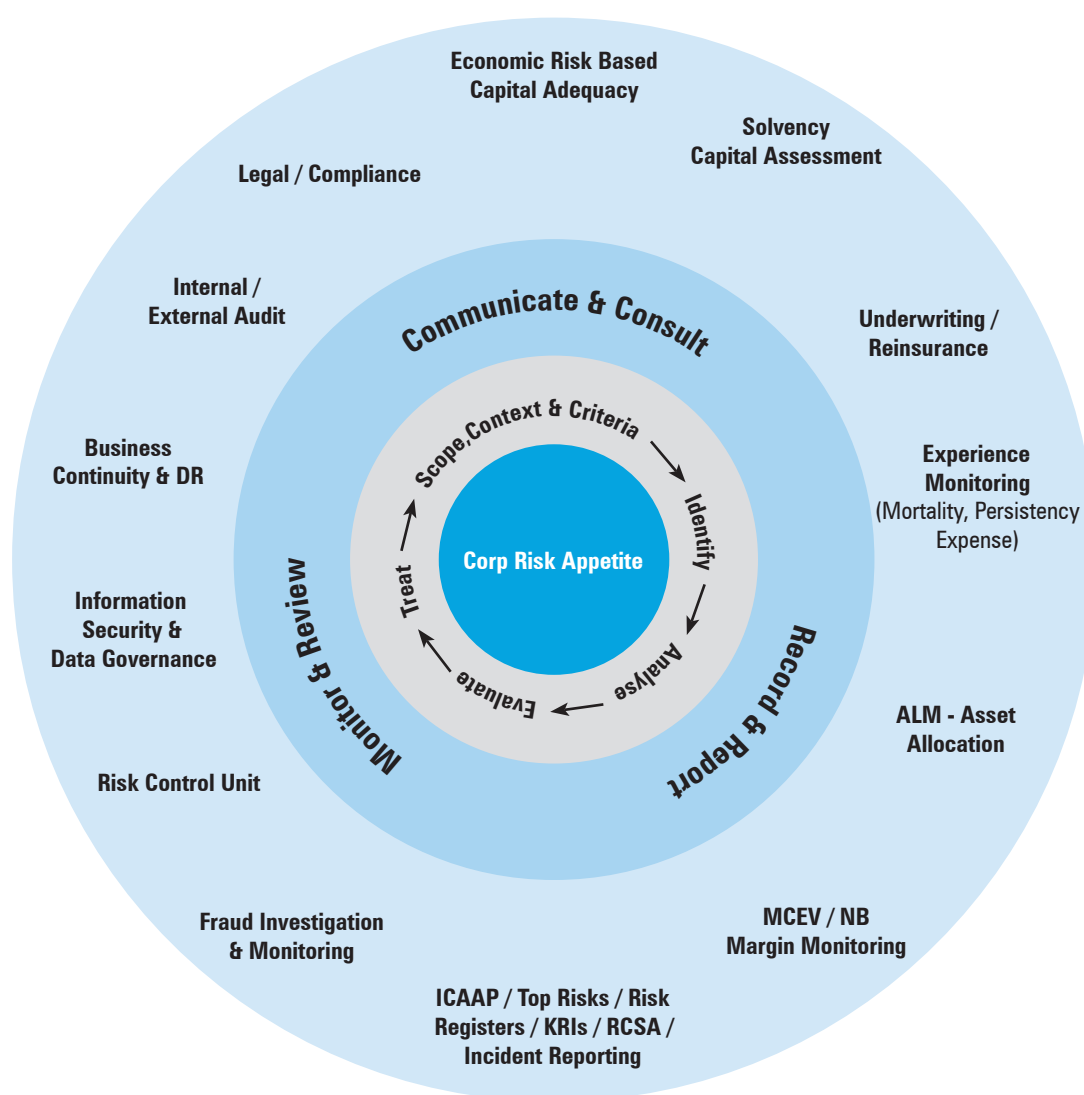 Economic Risk Based
Capital Adequacy
Solvency
Capital Assessment
Legal / Compliance
Internal /
External Audit
Communicate & Consult
Underwriting /
Reinsurance
Scope,Context & Criteria
Business
Continuity & DR
Experience
Monitoring
(Mortality, Persistency
Expense)
Identify
Corp Risk Appetite
Treat
Information
Security &
Data Governance
Monitor & Review
Analyse
Evaluate
Record & Report
ALM - Asset
Allocation
Risk Control Unit
Fraud Investigation
& Monitoring
MCEV / NB
Margin Monitoring
ICAAP / Top Risks / Risk
Registers / KRIs / RCSA /
Incident Reporting